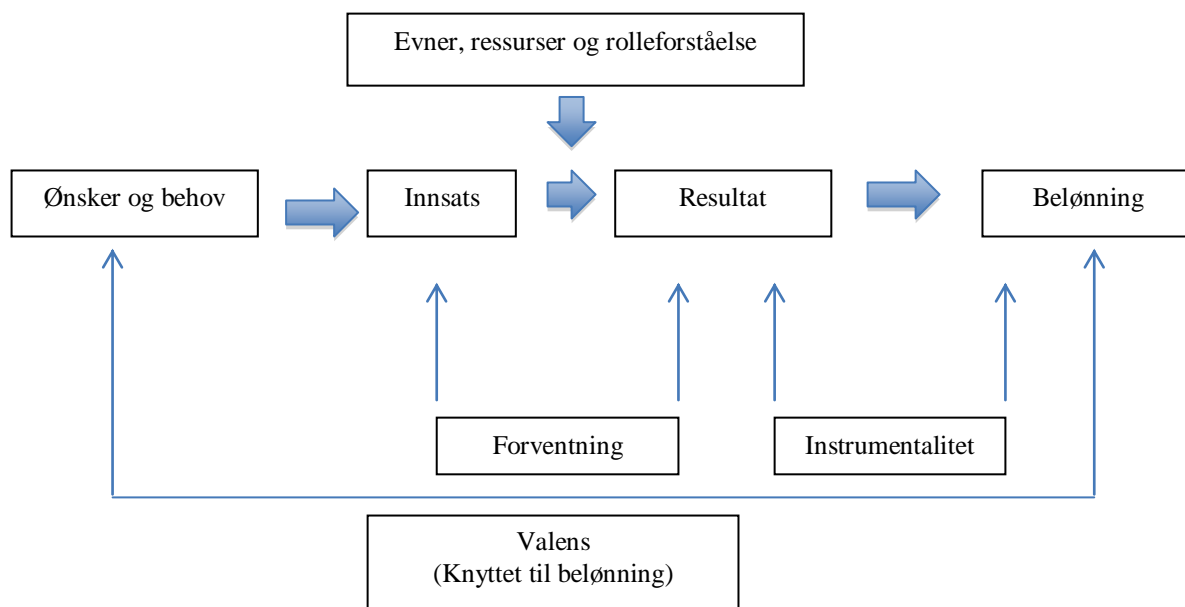 Evner, ressurser og rolleforståelse
Ønsker og behov
Innsats
Resultat
Belønning
Forventning
Instrumentalitet
Valens
(Knyttet til belønning)